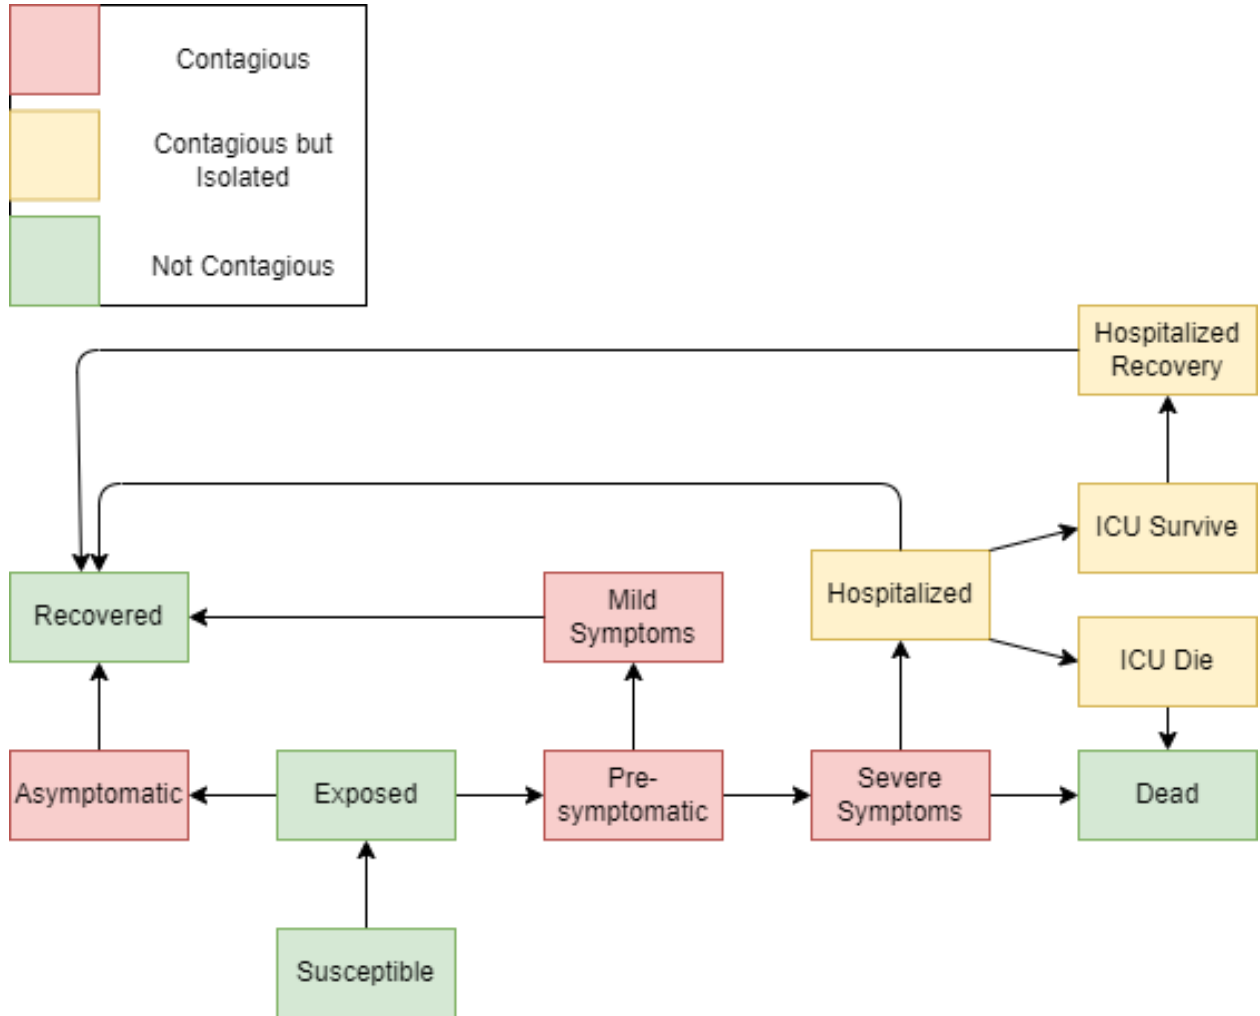 Contagious
Contagious but
Isolated
Not Contagious
Hospitalized
Recovery
ICU Survive
Hospitalized
Mild
Symptoms
Recovered
ICU Die
Asymptomatic
Exposed
Pre-
symptomatic
Severe
Symptoms
Dead
Susceptible